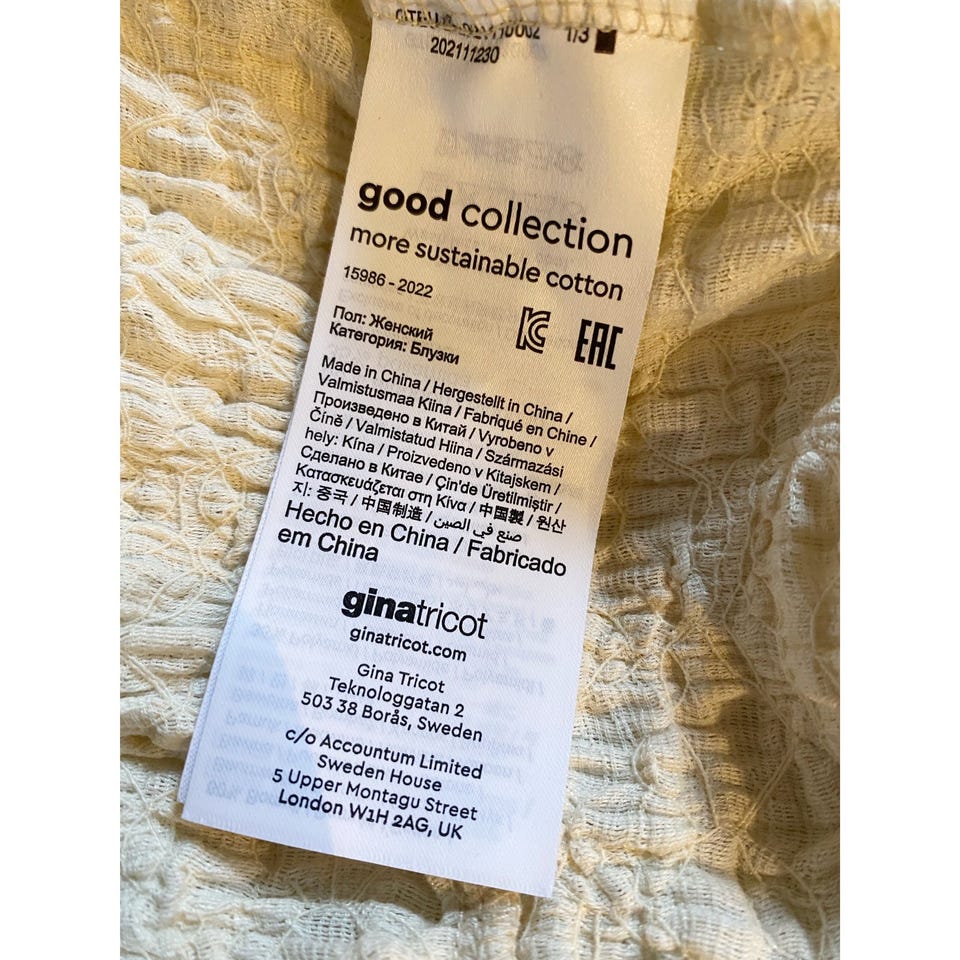 1/3
202111230
good collection
more sustainable cotton
15986 - 2022
EAC
Пол: Женский
Категория: Блузки
Made in China / Hergestellt in China /
Valmistusmaa Kiina / Fabriqué en Chine /
Произведено в Китай / Vyrobeno v
Číně / Valmistatud Hiina / Származási
hely: Kína / Proizvedeno v Kitajskem /
Сделано в Китае / Çin'de Üretilmiştir /
Κατασκευάζεται στη Κίνα / 中国製 / 원산
지: 중국 / 中国制造 / صنع في الصين
Hecho en China / Fabricado
em China
ginatricot
ginatricot.com
Gina Tricot
Teknologgatan 2
503 38 Borås, Sweden
c/o Accountum Limited
Sweden House
5 Upper Montagu Street
London W1H 2AG, UK